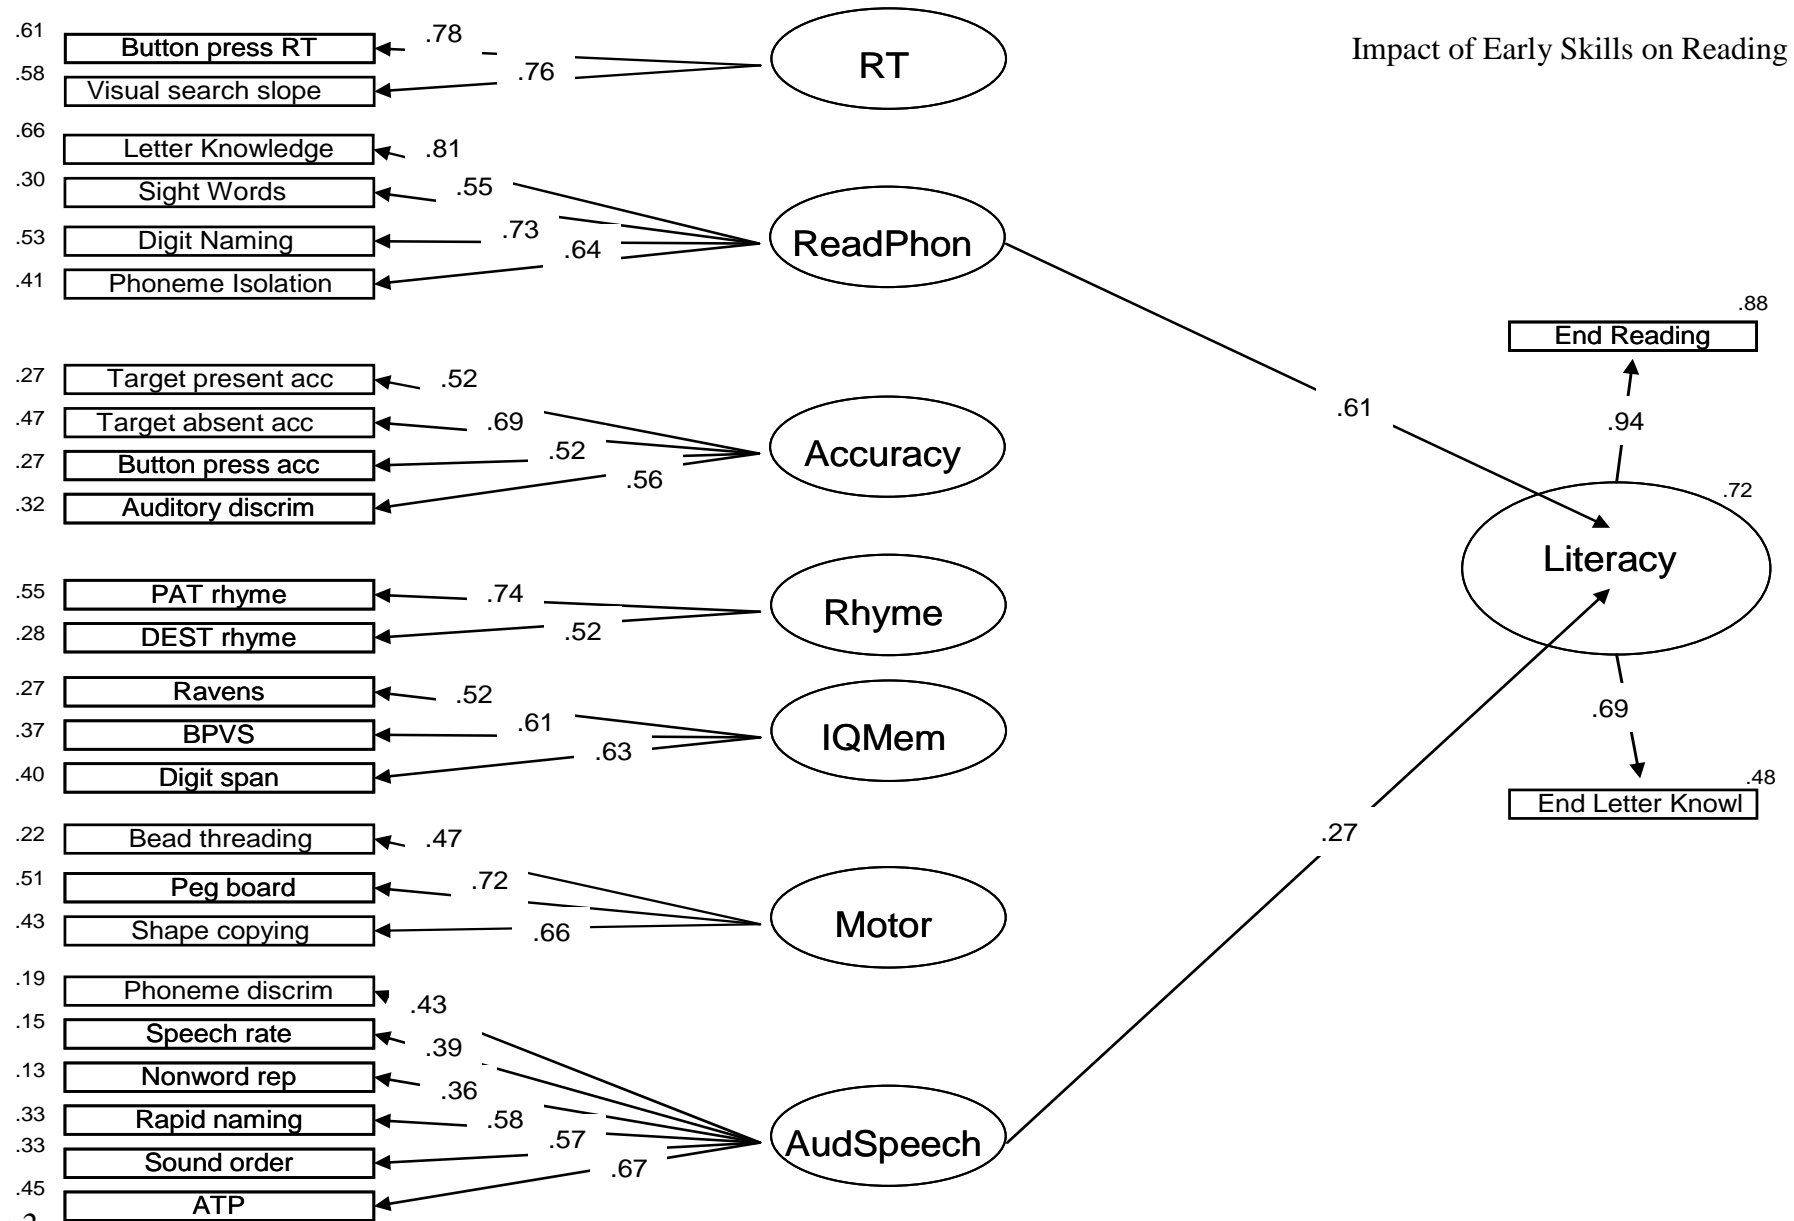 Impact of Early Skills on Reading
.61
Button press RT
.78
RT
.58
Visual search slope
.76
.66
Letter Knowledge
.81
.30
Sight Words
.55
ReadPhon
.53
Digit Naming
.73
.41
Phoneme Isolation
.64
.27
Target present acc
.52
.47
Target absent acc
.69
Accuracy
.27
Button press acc
.52
.32
Auditory discrim
.56
.55
PAT rhyme
.74
Rhyme
.28
DEST rhyme
.52
.27
Ravens
.52
.37
BPVS
.61
IQMem
.40
Digit span
.63
.22
Bead threading
.47
.51
Peg board
.72
Motor
.43
Shape copying
.66
.19
Phoneme discrim
.43
.15
Speech rate
.39
.13
Nonword rep
.36
.33
Rapid naming
.58
AudSpeech
.33
Sound order
.57
.45
ATP
.67
.61
.27
.88
End Reading
.94
.72
Literacy
.69
.48
End Letter Knowl